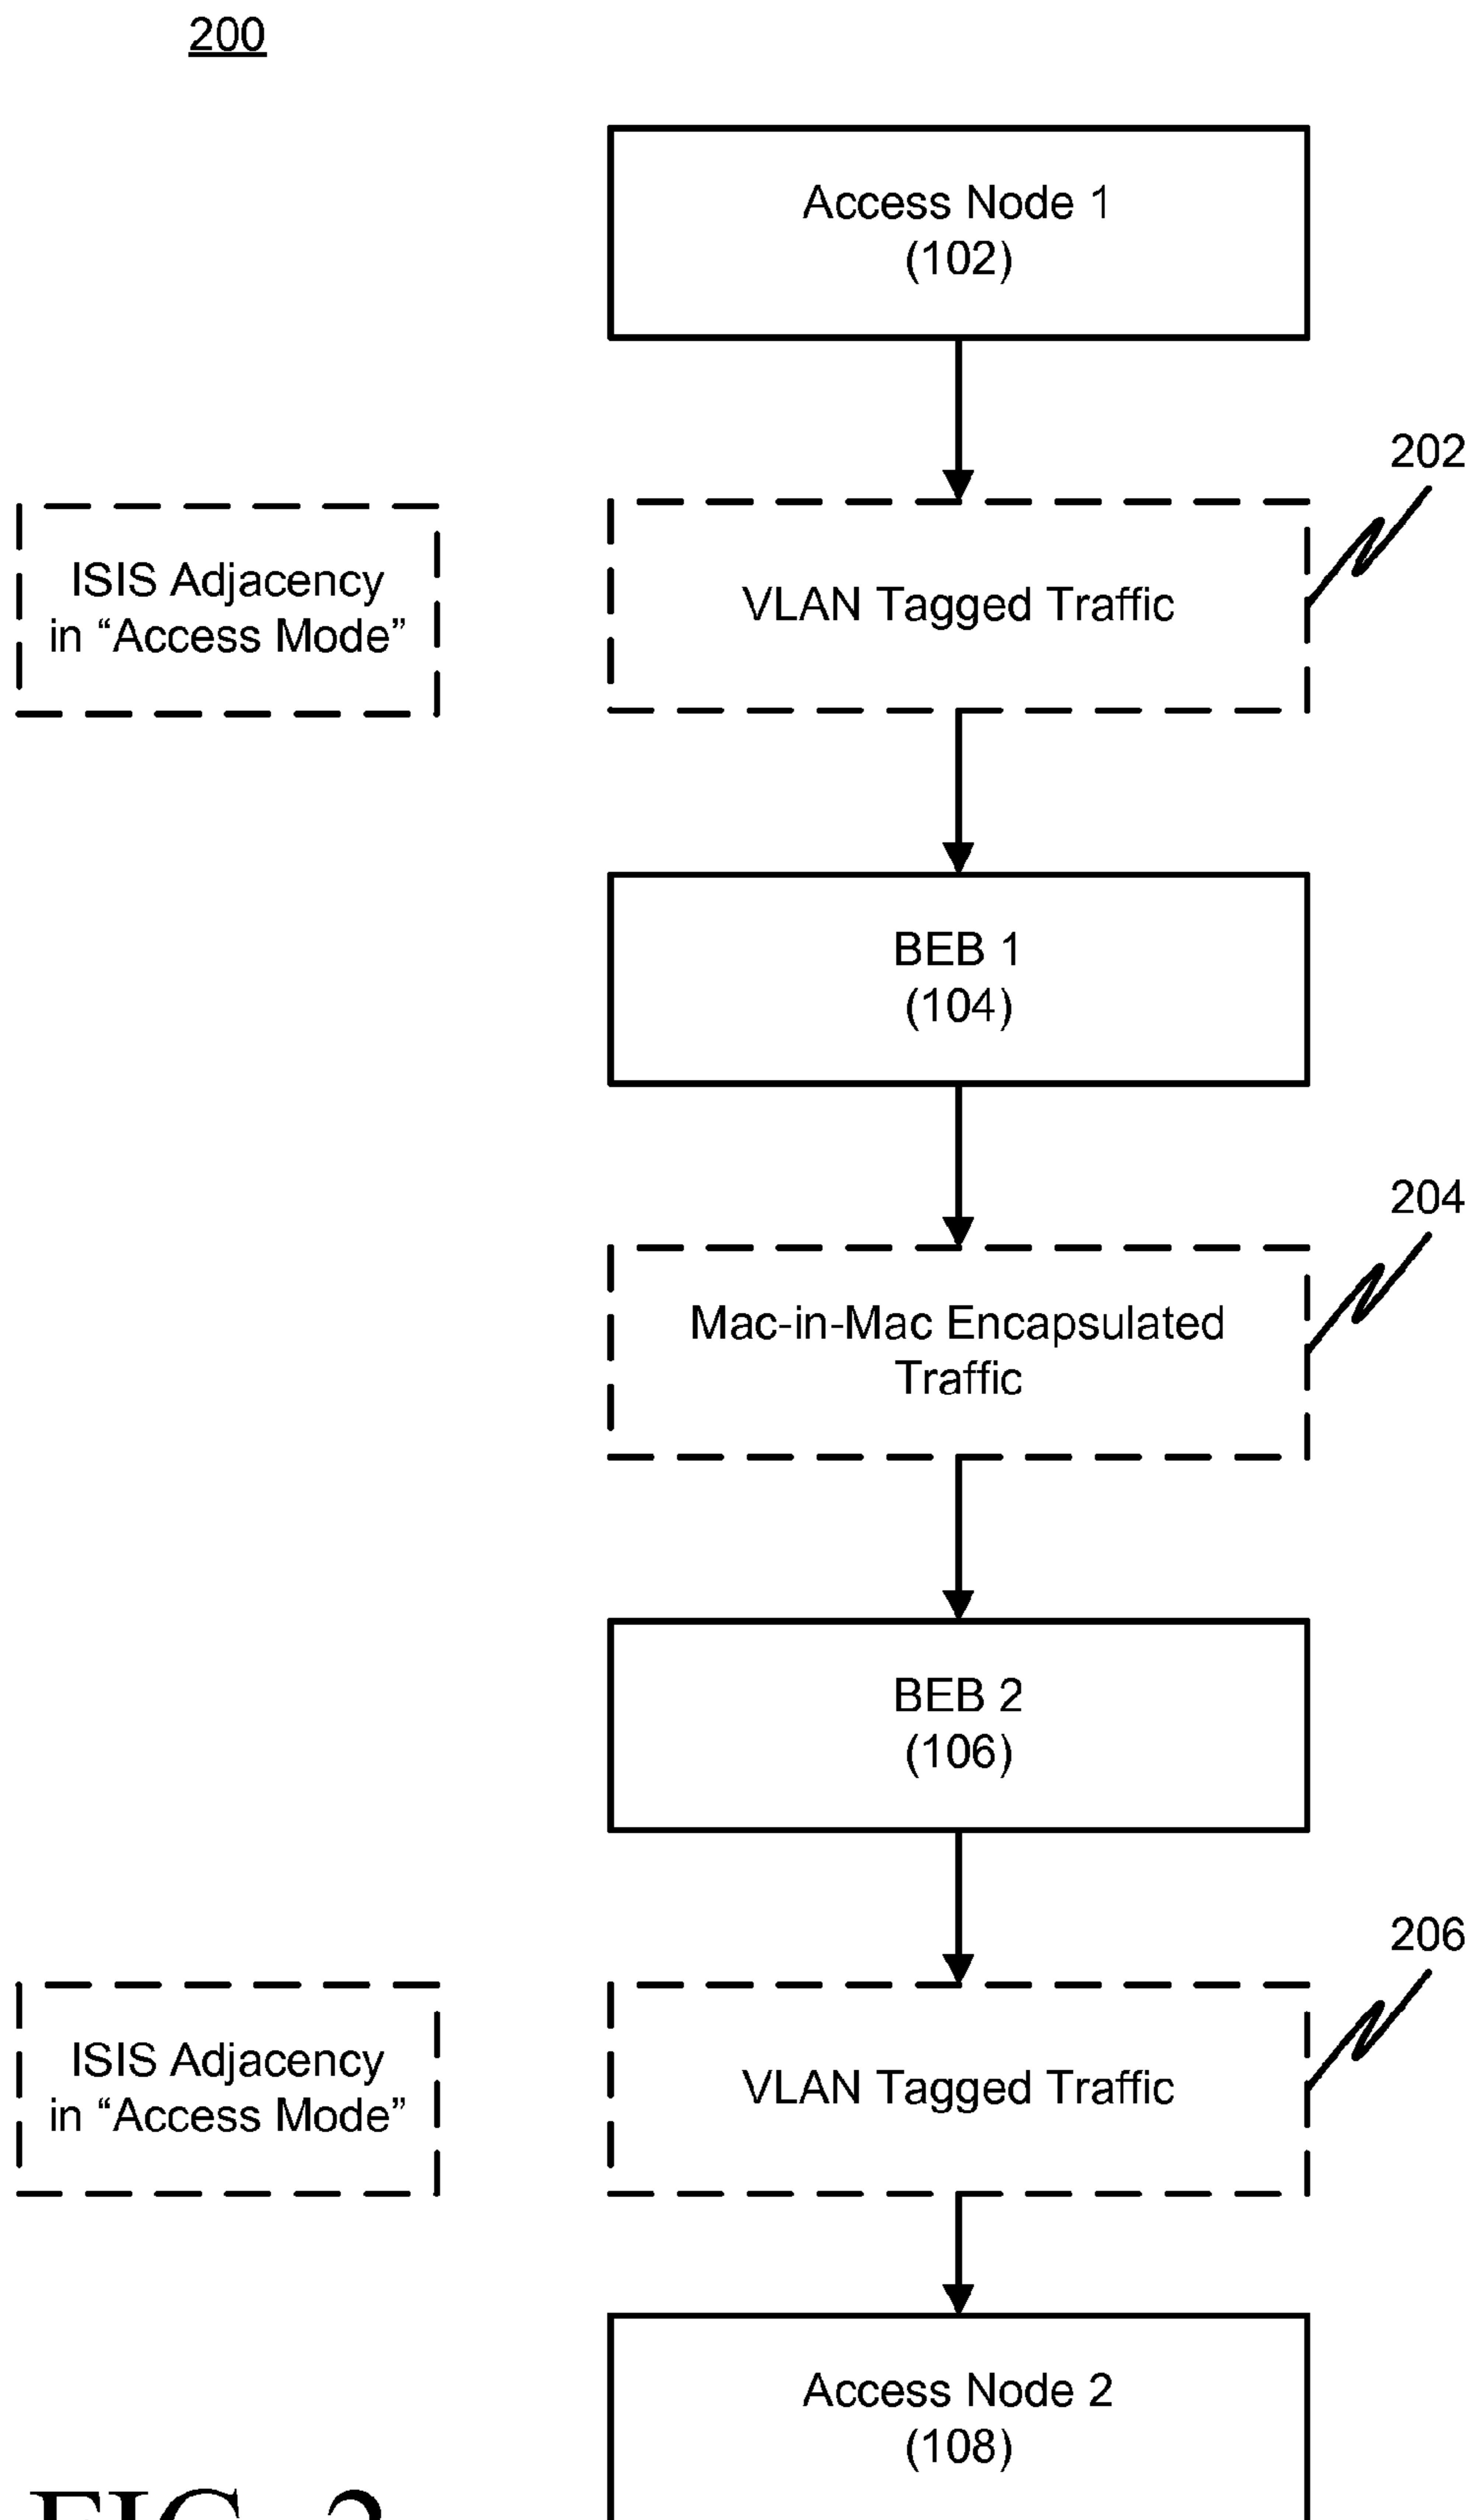 200
Access Node 1
(102)
202
ISIS Adjacency
in “Access Mode”
VLAN Tagged Traffic
BEB 1
(104)
204
Mac-in-Mac Encapsulated
Traffic
BEB 2
(106)
206
ISIS Adjacency
in “Access Mode”
VLAN Tagged Traffic
Access Node 2
(108)
FIG. 2